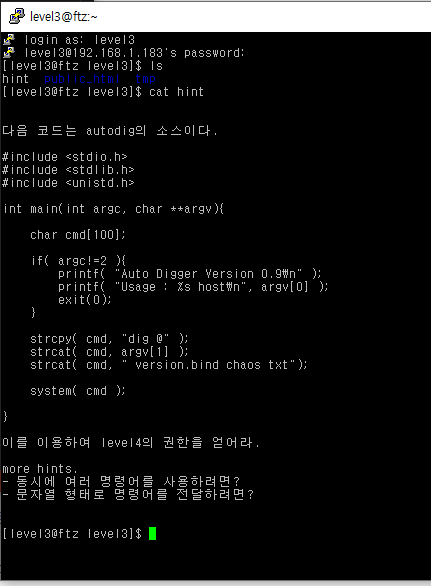 level3@ftz:~
login as: level3
level3@192.168.1.183's password:
[level3@ftz level3]$ ls
hint  public_html  tmp
[level3@ftz level3]$ cat hint
다음 코드는 autodig의 소스이다.
#include <stdio.h>
#include <stdlib.h>
#include <unistd.h>
int main(int argc, char **argv){
    char cmd[100];
    if( argc!=2 ){
        printf( "Auto Digger Version 0.9₩n" );
        printf( "Usage : %s host₩n", argv[0] );
        exit(0);
    }
    strcpy( cmd, "dig @" );
    strcat( cmd, argv[1] );
    strcat( cmd, " version.bind chaos txt");
    system( cmd );
}
이를 이용하여 level4의 권한을 얻어라.
more hints.
- 동시에 여러 명령어를 사용하려면?
- 문자열 형태로 명령어를 전달하려면?
[level3@ftz level3]$